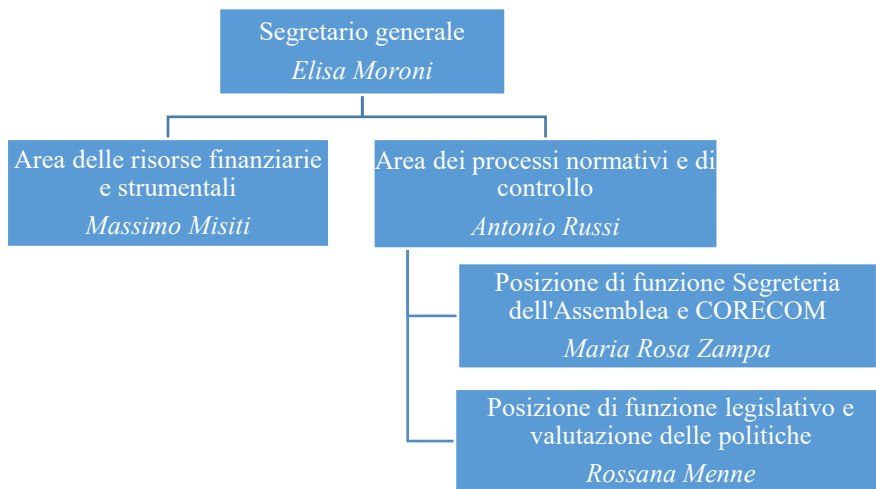 Segretario generale
Elisa Moroni
Area delle risorse finanziarie
e strumentali
Massimo Misiti
Area dei processi normativi e di
controllo
Antonio Russi
Posizione di funzione Segreteria
dell'Assemblea e CORECOM
Maria Rosa Zampa
Posizione di funzione legislativo e
valutazione delle politiche
Rossana Menne